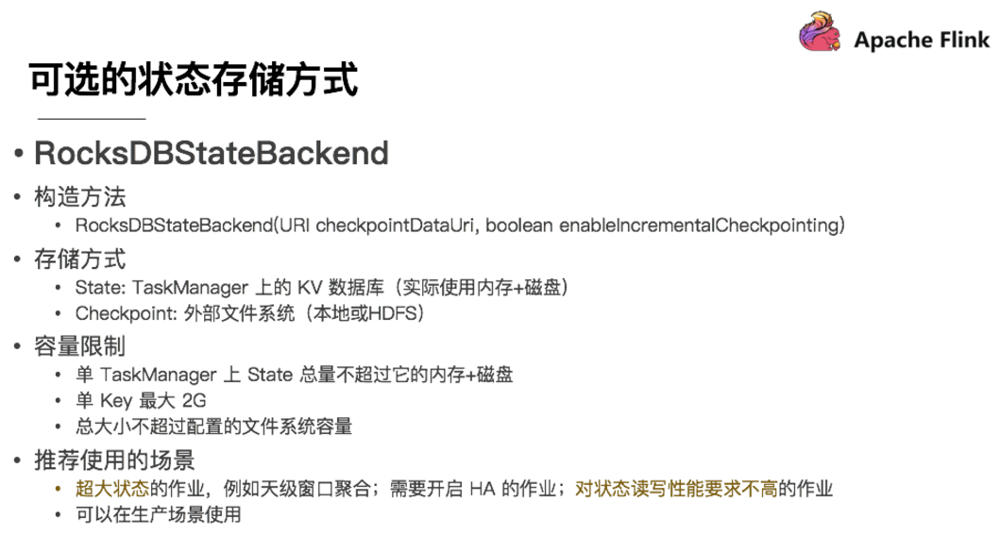 Apache Flink
可选的状态存储方式
• RocksDBStateBackend
• 构造方法
• RocksDBStateBackend(URI checkpointDataUri, boolean enableIncrementalCheckpointing)
• 存储方式
• State: TaskManager 上的 KV 数据库（实际使用内存+磁盘）
• Checkpoint: 外部文件系统（本地或HDFS）
• 容量限制
• 单 TaskManager 上 State 总量不超过它的内存+磁盘
• 单 Key 最大 2G
• 总大小不超过配置的文件系统容量
• 推荐使用的场景
• 超大状态的作业，例如天级窗口聚合；需要开启 HA 的作业；对状态读写性能要求不高的作业
• 可以在生产场景使用